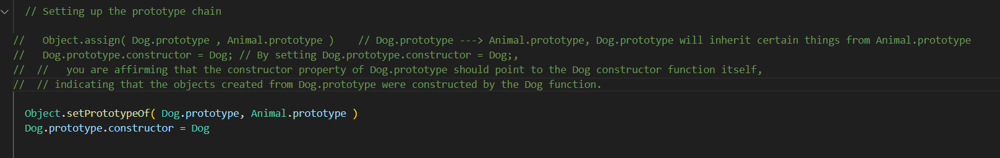 // Setting up the prototype chain
//   Object.assign( Dog.prototype , Animal.prototype )    // Dog.prototype ---> Animal.prototype, Dog.prototype will inherit certain things from Animal.prototype
//   Dog.prototype.constructor = Dog; // By setting Dog.prototype.constructor = Dog;,
//  //   you are affirming that the constructor property of Dog.prototype should point to the Dog constructor function itself,
//  // indicating that the objects created from Dog.prototype were constructed by the Dog function.
Object.setPrototypeOf( Dog.prototype, Animal.prototype )
Dog.prototype.constructor = Dog